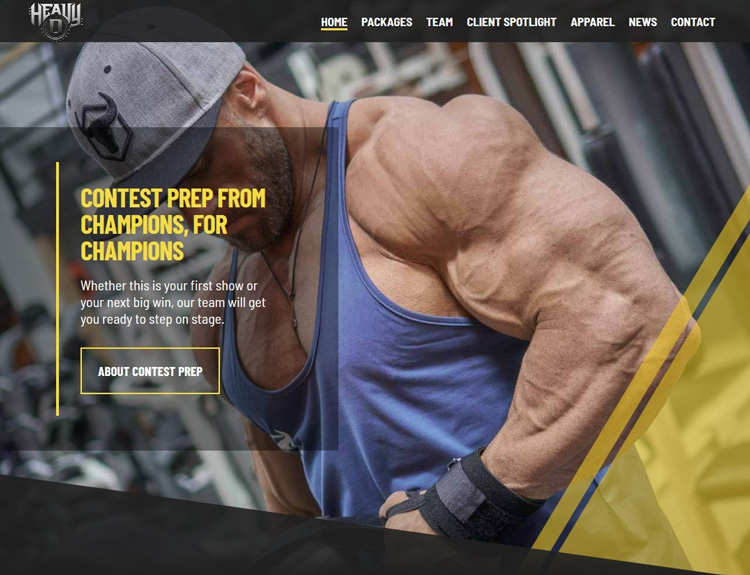 HEAVY
D
HOME PACKAGES TEAM CLIENT SPOTLIGHT APPAREL NEWS CONTACT
CONTEST PREP FROM
CHAMPIONS, FOR
CHAMPIONS
Whether this is your first show or
your next big win, our team will get
you ready to step on stage.
ABOUT CONTEST PREP